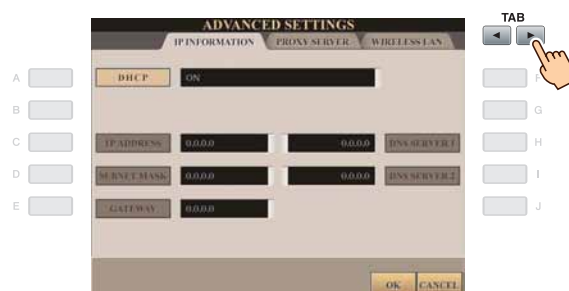 TAB
ADVANCED SETTINGS
IP INFORMATION PROXY SERVER WIRELESS LAN
A DHCP ON F
B G
C IP ADDRESS 0.0.0.0 0.0.0.0 DNS SERVER 1 H
D SUBNET MASK 0.0.0.0 0.0.0.0 DNS SERVER 2 I
E GATEWAY 0.0.0.0 J
OK CANCEL